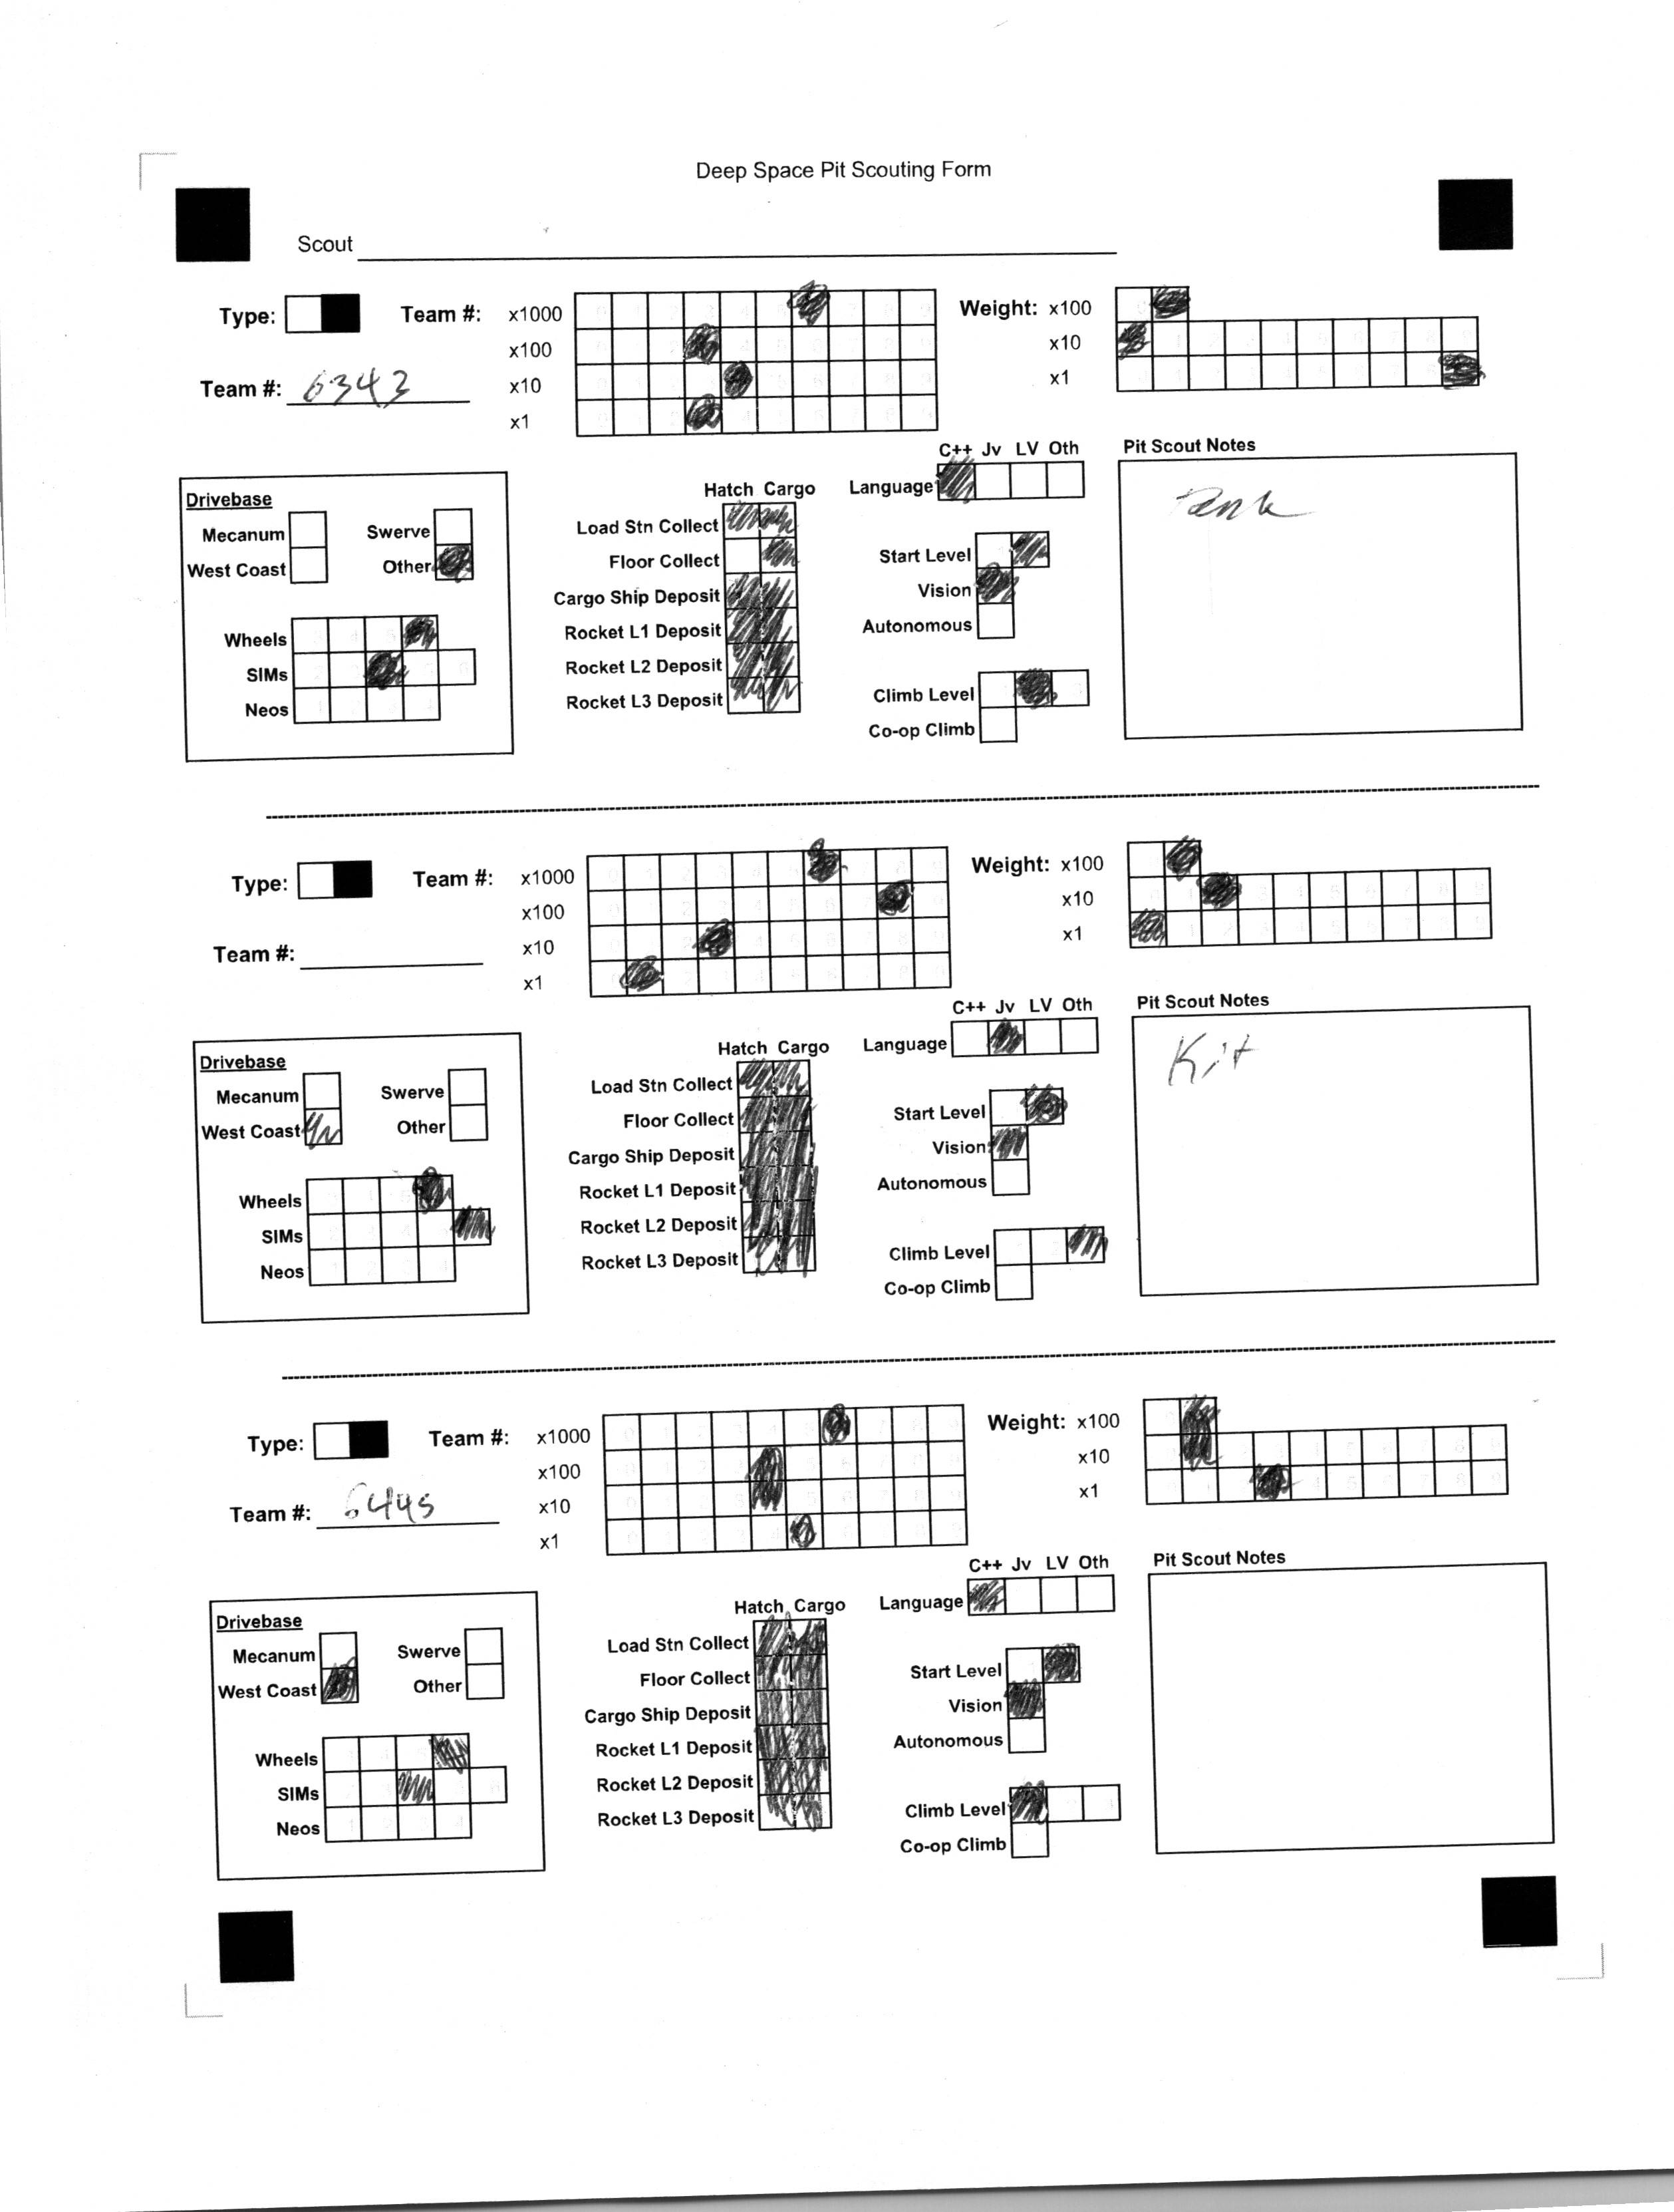 Deep Space Pit Scouting Form
Scout
Type: Team #: x1000 Weight: x100
x100 x10
Team #: 6343 x10 x1
x1
C++ Jv LV Oth Pit Scout Notes
Drivebase Hatch Cargo Language
Mecanum Swerve Load Stn Collect
West Coast Other Floor Collect Start Level
Cargo Ship Deposit Vision
Wheels Rocket L1 Deposit Autonomous
SIMs Rocket L2 Deposit
Neos Rocket L3 Deposit Climb Level
Co-op Climb
Type: Team #: x1000 Weight: x100
x100 x10
Team #: x10 x1
x1
C++ Jv LV Oth Pit Scout Notes
Drivebase Hatch Cargo Language Kit
Mecanum Swerve Load Stn Collect
West Coast Other Floor Collect Start Level
Cargo Ship Deposit Vision
Wheels Rocket L1 Deposit Autonomous
SIMs Rocket L2 Deposit
Neos Rocket L3 Deposit Climb Level
Co-op Climb
Type: Team #: x1000 Weight: x100
x100 x10
Team #: 6445 x10 x1
x1
C++ Jv LV Oth Pit Scout Notes
Drivebase Hatch Cargo Language
Mecanum Swerve Load Stn Collect
West Coast Other Floor Collect Start Level
Cargo Ship Deposit Vision
Wheels Rocket L1 Deposit Autonomous
SIMs Rocket L2 Deposit
Neos Rocket L3 Deposit Climb Level
Co-op Climb